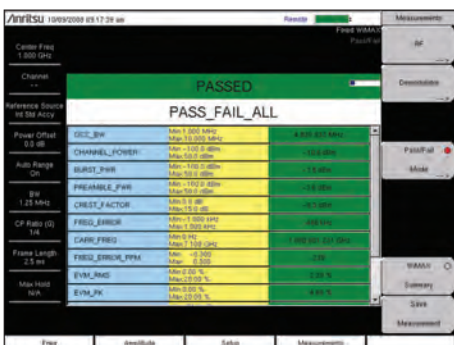 Anritsu 10/09/2000 05:17:29 am
Remote
Measurements
Fixed WiMAX
Pass/Fail
Center Freq
1.000 GHz
Channel
--
Reference Source
Int Std Accy
Power Offset
0.0 dB
Auto Range
On
BW
1.25 MHz
CP Ratio (G)
1/4
Frame Length
2.5 ms
Max Hold
N/A
PASSED
PASS_FAIL_ALL
OCC_BW
Min:1.000 MHz
Max:10.000 MHz
CHANNEL_POWER
Min:-100.0 dBm
Max:50.0 dBm
BURST_PWR
Min:-100.0 dBm
Max:50.0 dBm
PREAMBLE_PWR
Min:-100.0 dBm
Max:50.0 dBm
CREST_FACTOR
Min:0.0 dB
Max:15.0 dB
FREQ_ERROR
Min:-1.000 kHz
Max:1.000 kHz
CARR_FREQ
Min:0 Hz
Max:7.100 GHz
FREQ_ERROR_PPM
Min: -0.300
Max: 0.300
EVM_RMS
Min:0.00 %
Max:20.00 %
EVM_PK
Min:0.00 %
Max:20.00 %
RF
Demodulator
Pass/Fail
Mode
WiMAX
Summary
Save
Measurement
Freq
Amplitude
Setup
Measurements